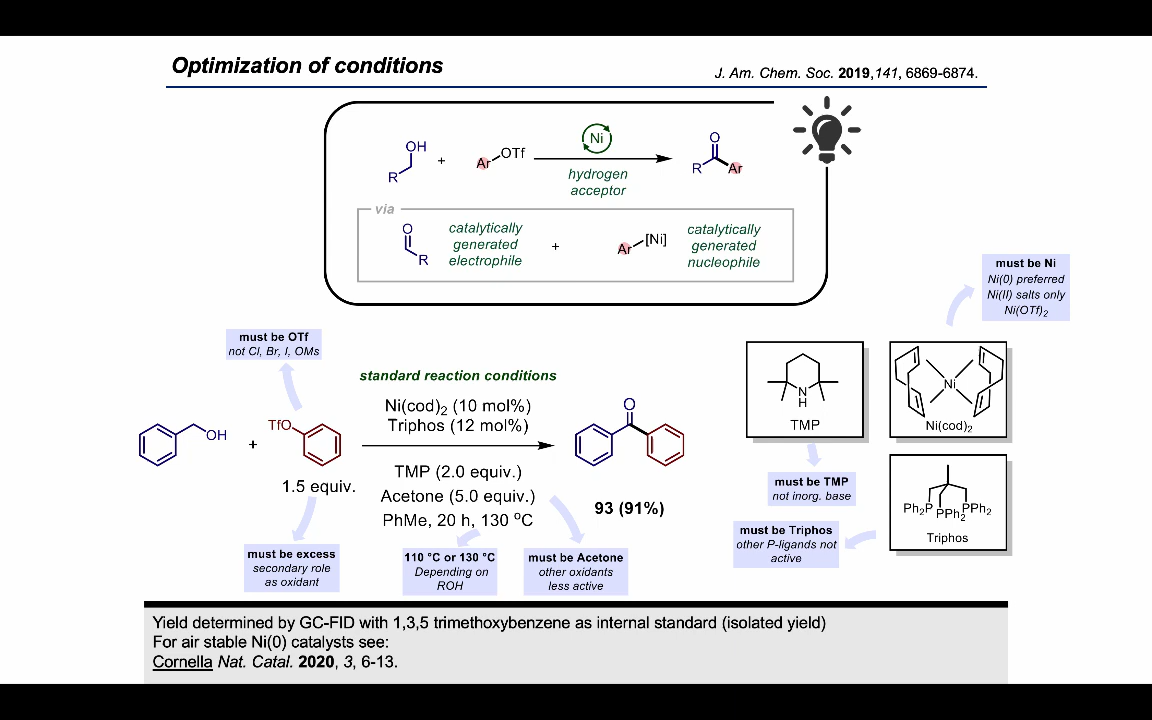 Optimization of conditions
J. Am. Chem. Soc. 2019,141, 6869-6874.
OH
R
+
Ar
OTf
Ni
hydrogen
acceptor
O
R
Ar
via
O
R
catalytically
generated
electrophile
+
Ar
[Ni]
catalytically
generated
nucleophile
must be Ni
Ni(0) preferred
Ni(II) salts only
Ni(OTf)2
must be OTf
not Cl, Br, I, OMs
standard reaction conditions
Ni(cod)2 (10 mol%)
Triphos (12 mol%)
OH
+
TfO
1.5 equiv.
TMP (2.0 equiv.)
Acetone (5.0 equiv.)
PhMe, 20 h, 130 oC
O
93 (91%)
N
H
TMP
Ni
Ni(cod)2
must be TMP
not inorg. base
Ph2P
PPh2
PPh2
Triphos
must be Triphos
other P-ligands not
active
must be excess
secondary role
as oxidant
110 °C or 130 °C
Depending on
ROH
must be Acetone
other oxidants
less active
Yield determined by GC-FID with 1,3,5 trimethoxybenzene as internal standard (isolated yield)
For air stable Ni(0) catalysts see:
Cornella Nat. Catal. 2020, 3, 6-13.